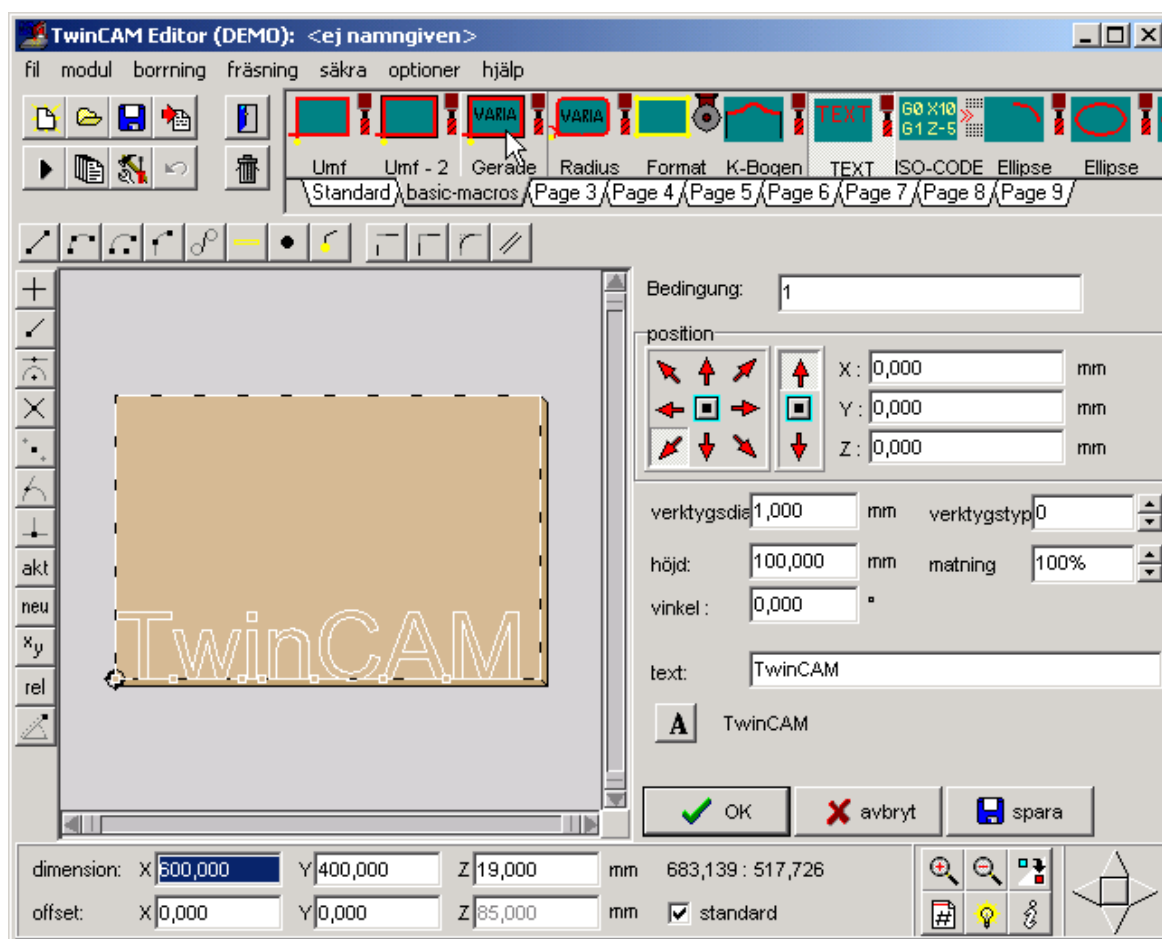 TwinCAM Editor (DEMO): <ej namngiven>
fil modul borrning fräsning säkra optioner hjälp
VARIA VARIA TEXT G0 X10
G1 Z-5
Umf Umf - 2 Gerade Radius Format K-Bogen TEXT ISO-CODE Ellipse Ellipse
Standard basic-macros Page 3 Page 4 Page 5 Page 6 Page 7 Page 8 Page 9
Bedingung: 1
position
X : 0,000 mm
Y : 0,000 mm
Z : 0,000 mm
verktygsdia 1,000 mm verktygstyp 0
höjd: 100,000 mm matning 100%
vinkel : 0,000 °
text: TwinCAM
A TwinCAM
akt
neu
xy
rel
TwinCAM
OK avbryt spara
dimension: X 600,000 Y 400,000 Z 19,000 mm 683,139 : 517,726
offset: X 0,000 Y 0,000 Z 85,000 mm standard